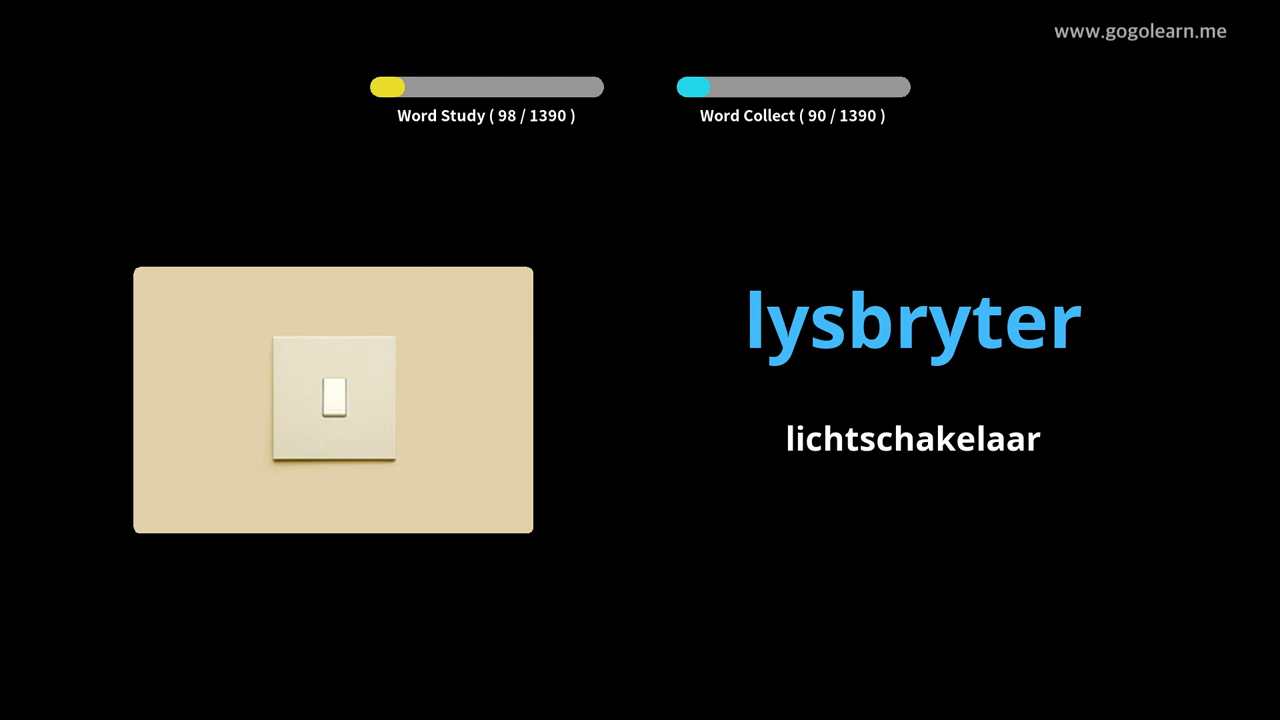 www.gogolearn.me
Word Study ( 98 / 1390 )
Word Collect ( 90 / 1390 )
lysbryter
lichtschakelaar